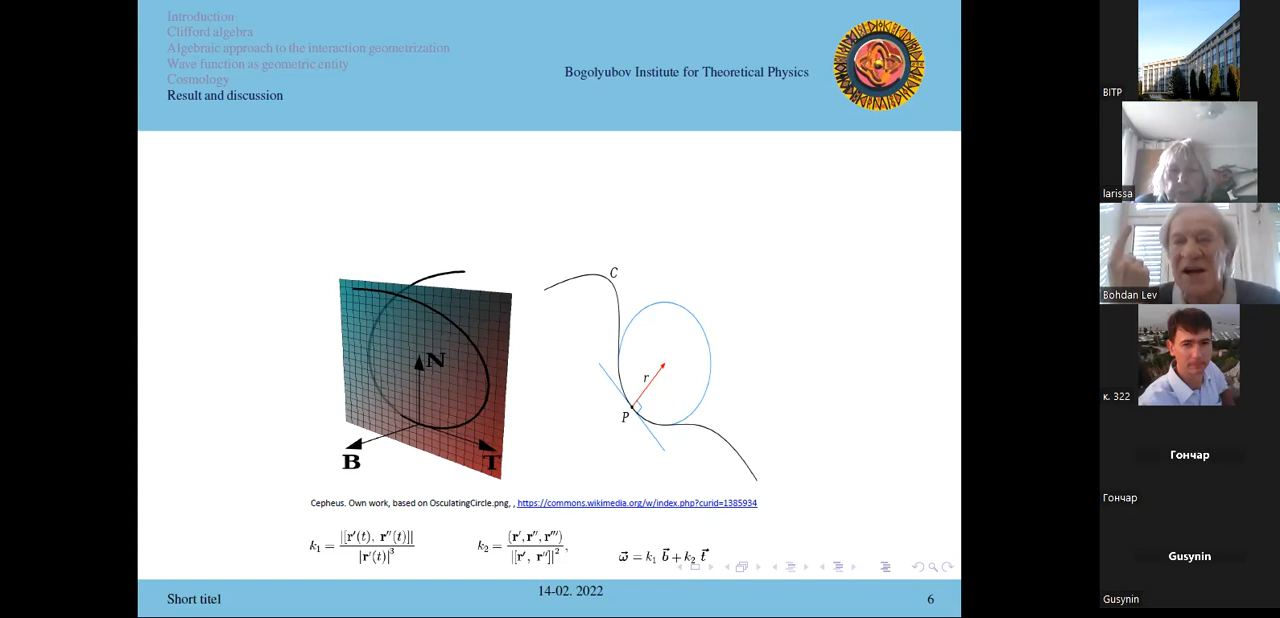 Introduction
Clifford algebra
Algebraic approach to the interaction geometrization
Wave function as geometric entity
Cosmology
Result and discussion
Bogolyubov Institute for Theoretical Physics
N
B
T
C
r
P
Cepheus. Own work, based on OsculatingCircle.png, , https://commons.wikimedia.org/w/index.php?curid=1385934
k₁ = |[r′(t), r″(t)]| / |r′(t)|³
k₂ = (r′, r″, r‴) / |[r′, r″]|² ,
ω⃗ = k₁ b⃗ + k₂ t⃗
Short titel
14-02. 2022
6
BITP
larissa
Bohdan Lev
к. 322
Гончар
Гончар
Gusynin
Gusynin